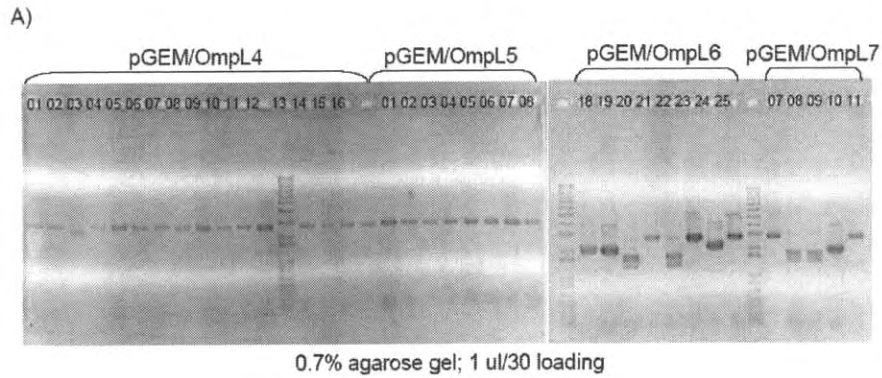 A)
pGEM/OmpL4 pGEM/OmpL5 pGEM/OmpL6 pGEM/OmpL7
01 02 03 04 05 06 07 08 09 10 11 12 13 14 15 16 01 02 03 04 05 06 07 08 18 19 20 21 22 23 24 25 07 08 09 10 11
0.7% agarose gel; 1 ul/30 loading